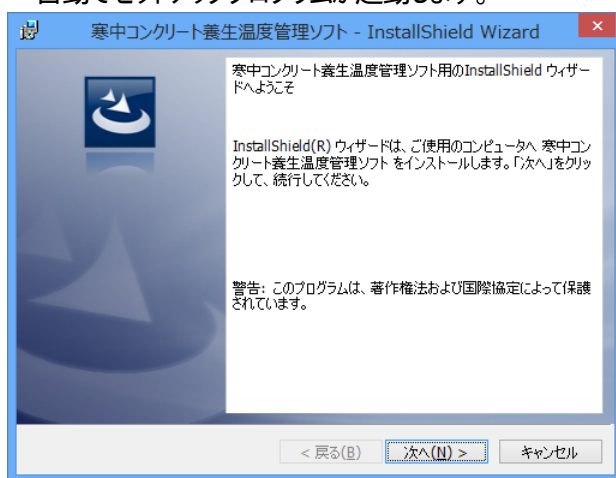 自動でセットアッププログラムが起動します。
寒中コンクリート養生温度管理ソフト - InstallShield Wizard
寒中コンクリート養生温度管理ソフト用のInstallShield ウィザー
ドへようこそ
InstallShield(R) ウィザードは、ご使用のコンピュータへ 寒中コン
クリート養生温度管理ソフト をインストールします。「次へ」をクリッ
クして、続行してください。
警告: このプログラムは、著作権法および国際協定によって保護
されています。
< 戻る(B) 次へ(N) > キャンセル